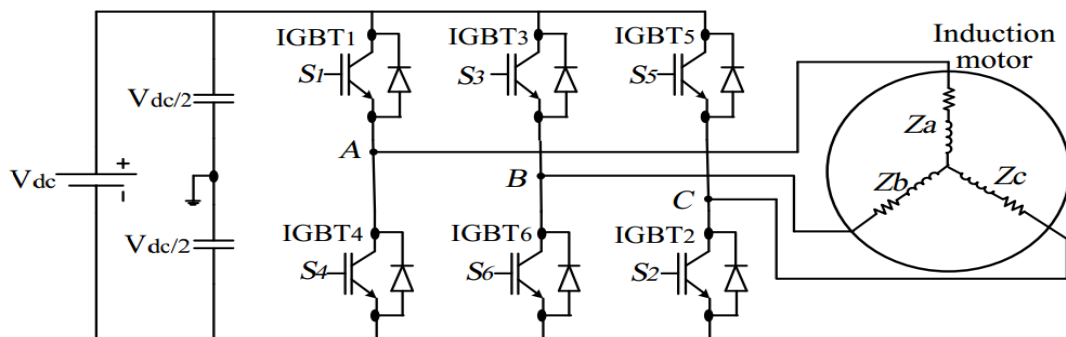 IGBT1
IGBT3
IGBT5
Induction
motor
S1
S3
S5
Vdc/2
Za
A
Vdc
+
B
Zb
Zc
C
Vdc/2
IGBT4
IGBT6
IGBT2
S4
S6
S2